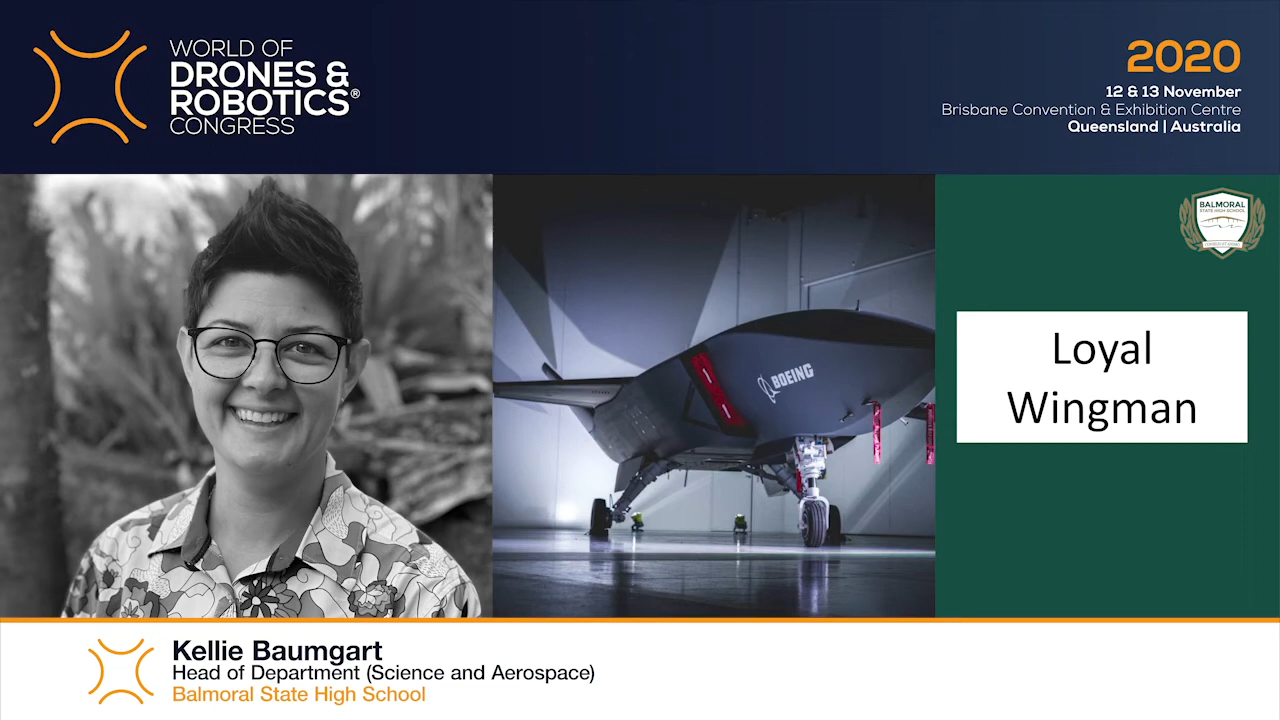 WORLD OF
DRONES &
ROBOTICS®
CONGRESS
2020
12 & 13 November
Brisbane Convention & Exhibition Centre
Queensland | Australia
BOEING
BALMORAL
STATE HIGH SCHOOL
Loyal
Wingman
Kellie Baumgart
Head of Department (Science and Aerospace)
Balmoral State High School